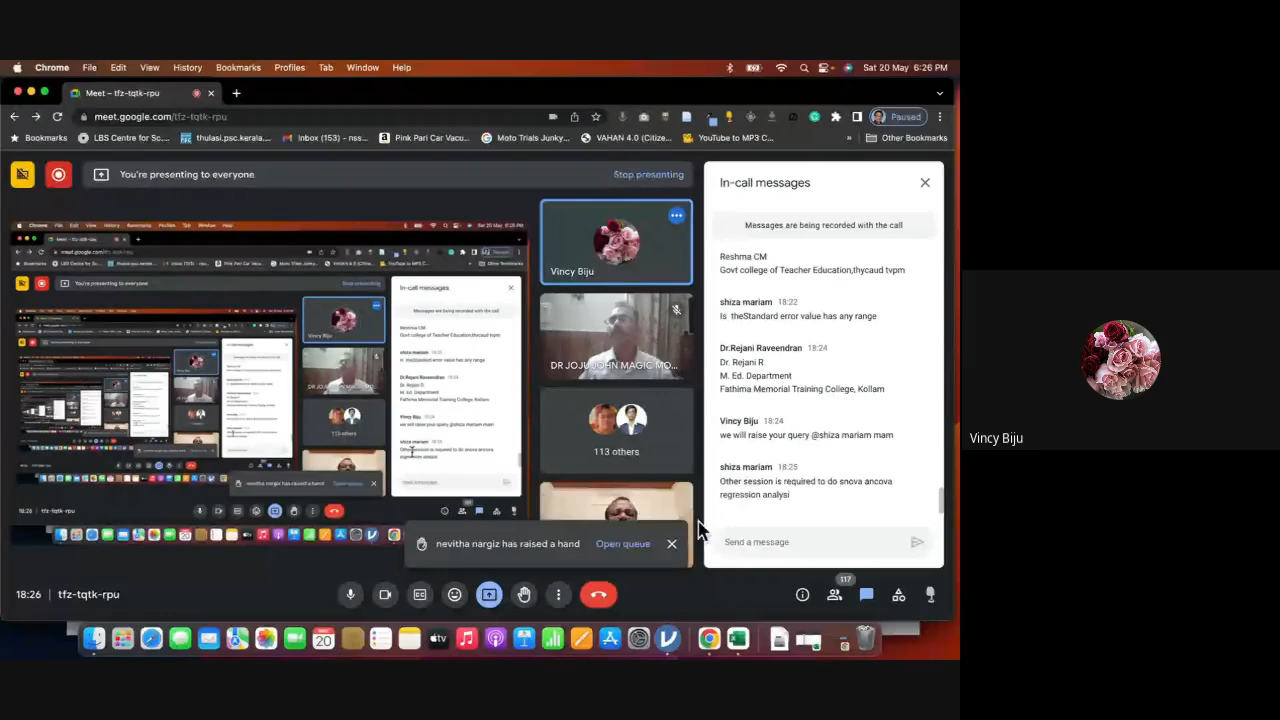 Chrome File Edit View History Bookmarks Profiles Tab Window Help
Sat 20 May 6:26 PM
Meet – tfz-tqtk-rpu
meet.google.com/tfz-tqtk-rpu
Paused
Bookmarks LBS Centre for Sc... thulasi.psc.kerala.... Inbox (153) - nss... Pink Pari Car Vacu... Moto Trials Junky... VAHAN 4.0 (Citize... YouTube to MP3 C... » Other Bookmarks
You're presenting to everyone
Stop presenting
In-call messages
Messages are being recorded with the call
Reshma CM
Govt college of Teacher Education,thycaud tvpm
shiza mariam 18:22
Is theStandard error value has any range
Dr.Rejani Raveendran 18:24
Dr. Rejani R
M. Ed. Department
Fathima Memorial Training College, Kollam
Vincy Biju 18:24
we will raise your query @shiza mariam mam
shiza mariam 18:25
Other session is required to do snova ancova
regression analysi
Send a message
Vincy Biju
DR JOJU JOHN MAGIC MO...
113 others
nevitha nargiz has raised a hand
Open queue
18:26 | tfz-tqtk-rpu
117
MAY
20
tv
Vincy Biju